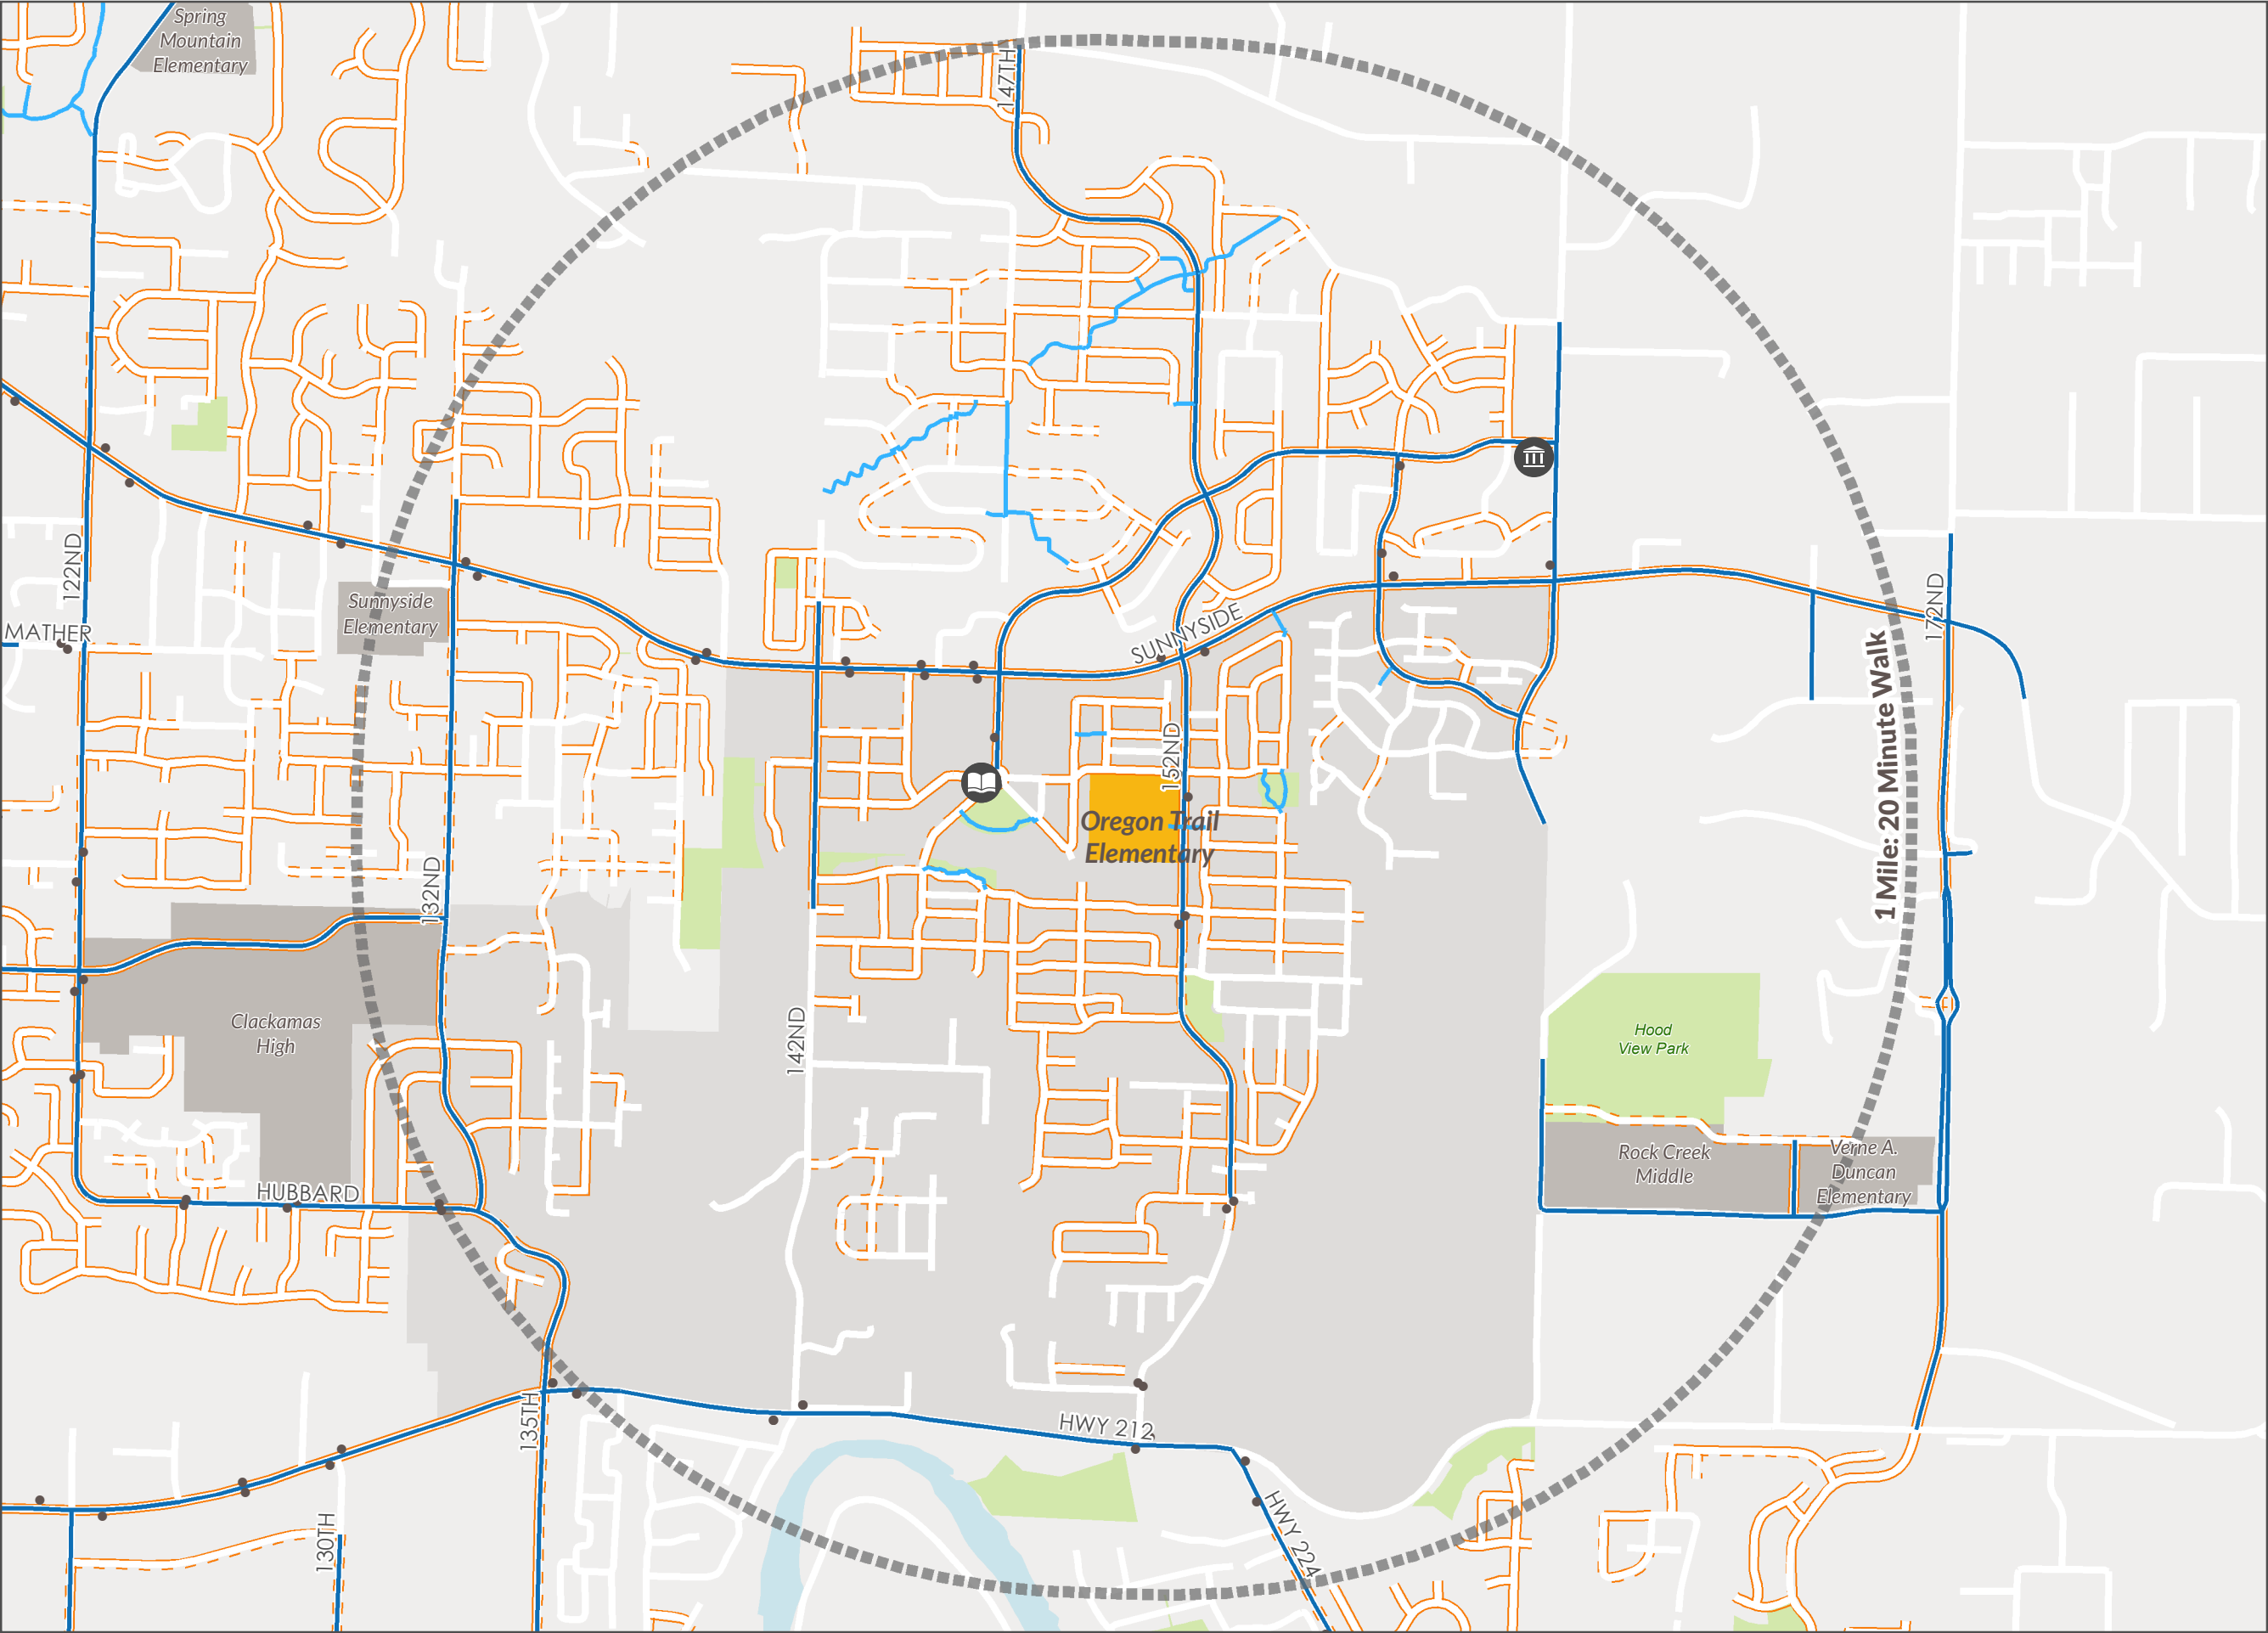 Spring
Mountain
Elementary
147TH
122ND
MATHER
Sunnyside
Elementary
SUNNYSIDE
172ND
1 Mile: 20 Minute Walk
152ND
Oregon Trail
Elementary
132ND
Clackamas
High
142ND
Hood
View Park
Rock Creek
Middle
Verne A.
Duncan
Elementary
HUBBARD
135TH
HWY 212
HWY 224
130TH